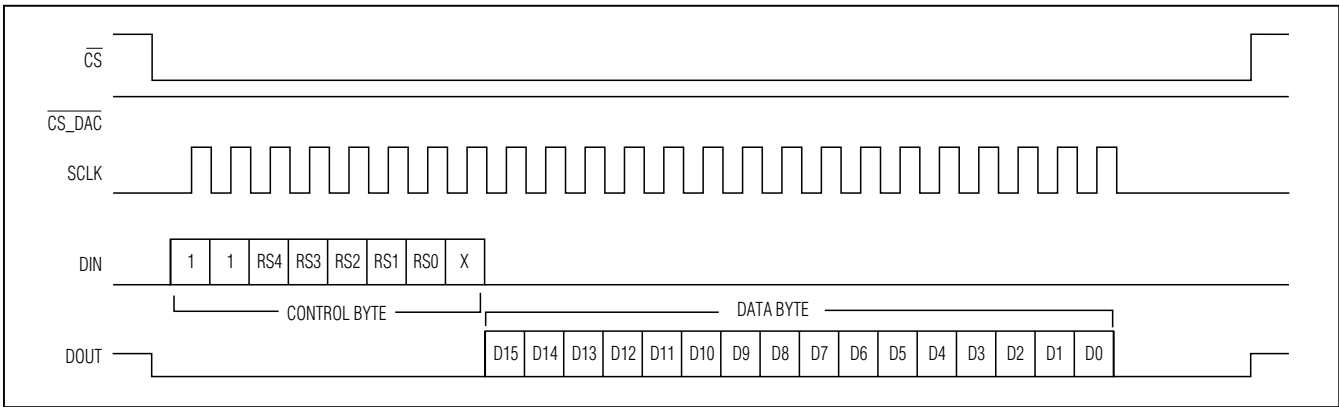 CS
CS_DAC
SCLK
DIN 1 1 RS4 RS3 RS2 RS1 RS0 X
CONTROL BYTE DATA BYTE
DOUT D15 D14 D13 D12 D11 D10 D9 D8 D7 D6 D5 D4 D3 D2 D1 D0